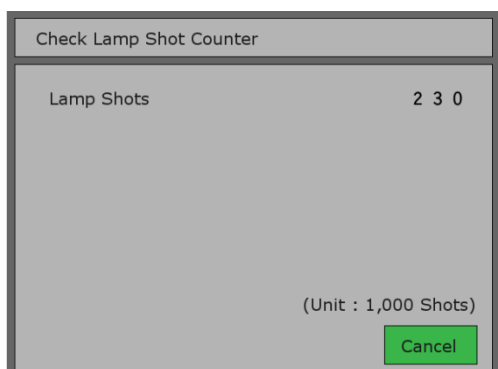 Check Lamp Shot Counter
Lamp Shots 2 3 0
(Unit : 1,000 Shots)
Cancel